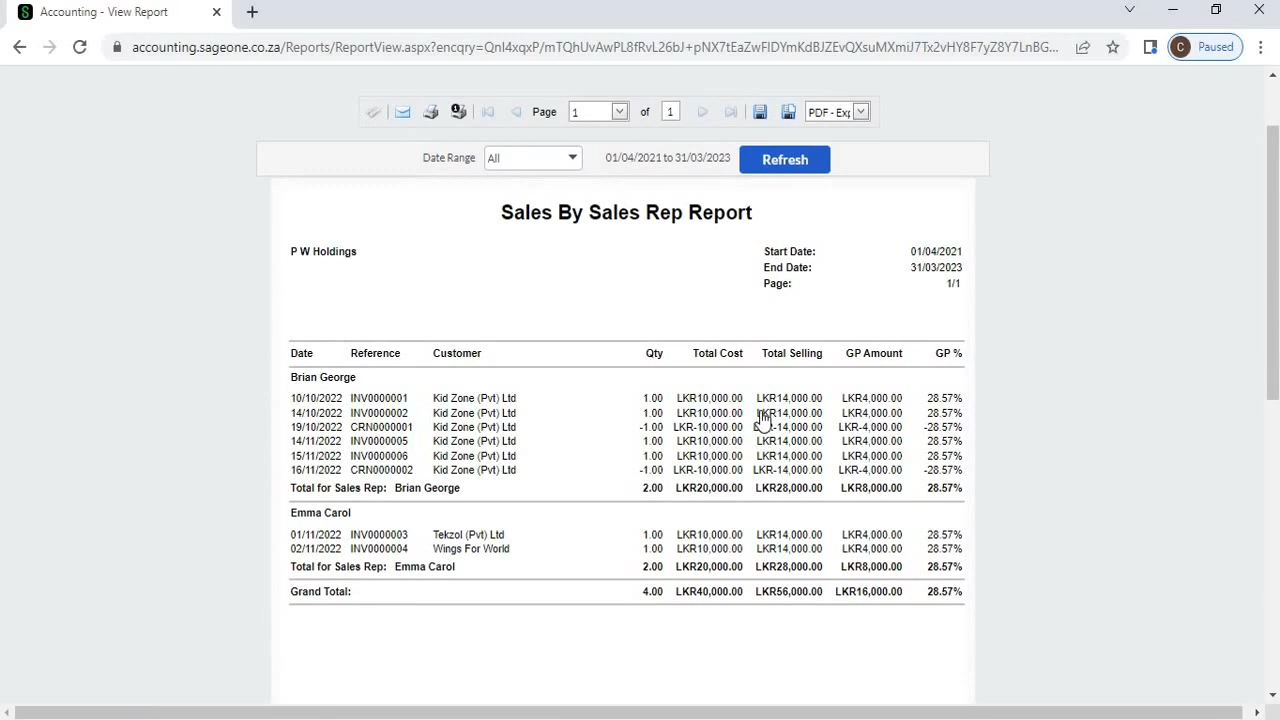 Accounting - View Report
Paused
Page 1 of 1 PDF - Exp
Date Range All 01/04/2021 to 31/03/2023 Refresh
Sales By Sales Rep Report
P W Holdings Start Date: 01/04/2021
End Date: 31/03/2023
Page: 1/1
Date Reference Customer Qty Total Cost Total Selling GP Amount GP %
Brian George
10/10/2022 INV0000001 Kid Zone (Pvt) Ltd 1.00 LKR10,000.00 LKR14,000.00 LKR4,000.00 28.57%
14/10/2022 INV0000002 Kid Zone (Pvt) Ltd 1.00 LKR10,000.00 LKR14,000.00 LKR4,000.00 28.57%
19/10/2022 CRN0000001 Kid Zone (Pvt) Ltd -1.00 LKR-10,000.00 LKR-14,000.00 LKR-4,000.00 -28.57%
14/11/2022 INV0000005 Kid Zone (Pvt) Ltd 1.00 LKR10,000.00 LKR14,000.00 LKR4,000.00 28.57%
15/11/2022 INV0000006 Kid Zone (Pvt) Ltd 1.00 LKR10,000.00 LKR14,000.00 LKR4,000.00 28.57%
16/11/2022 CRN0000002 Kid Zone (Pvt) Ltd -1.00 LKR-10,000.00 LKR-14,000.00 LKR-4,000.00 -28.57%
Total for Sales Rep: Brian George 2.00 LKR20,000.00 LKR28,000.00 LKR8,000.00 28.57%
Emma Carol
01/11/2022 INV0000003 Tekzol (Pvt) Ltd 1.00 LKR10,000.00 LKR14,000.00 LKR4,000.00 28.57%
02/11/2022 INV0000004 Wings For World 1.00 LKR10,000.00 LKR14,000.00 LKR4,000.00 28.57%
Total for Sales Rep: Emma Carol 2.00 LKR20,000.00 LKR28,000.00 LKR8,000.00 28.57%
Grand Total: 4.00 LKR40,000.00 LKR56,000.00 LKR16,000.00 28.57%